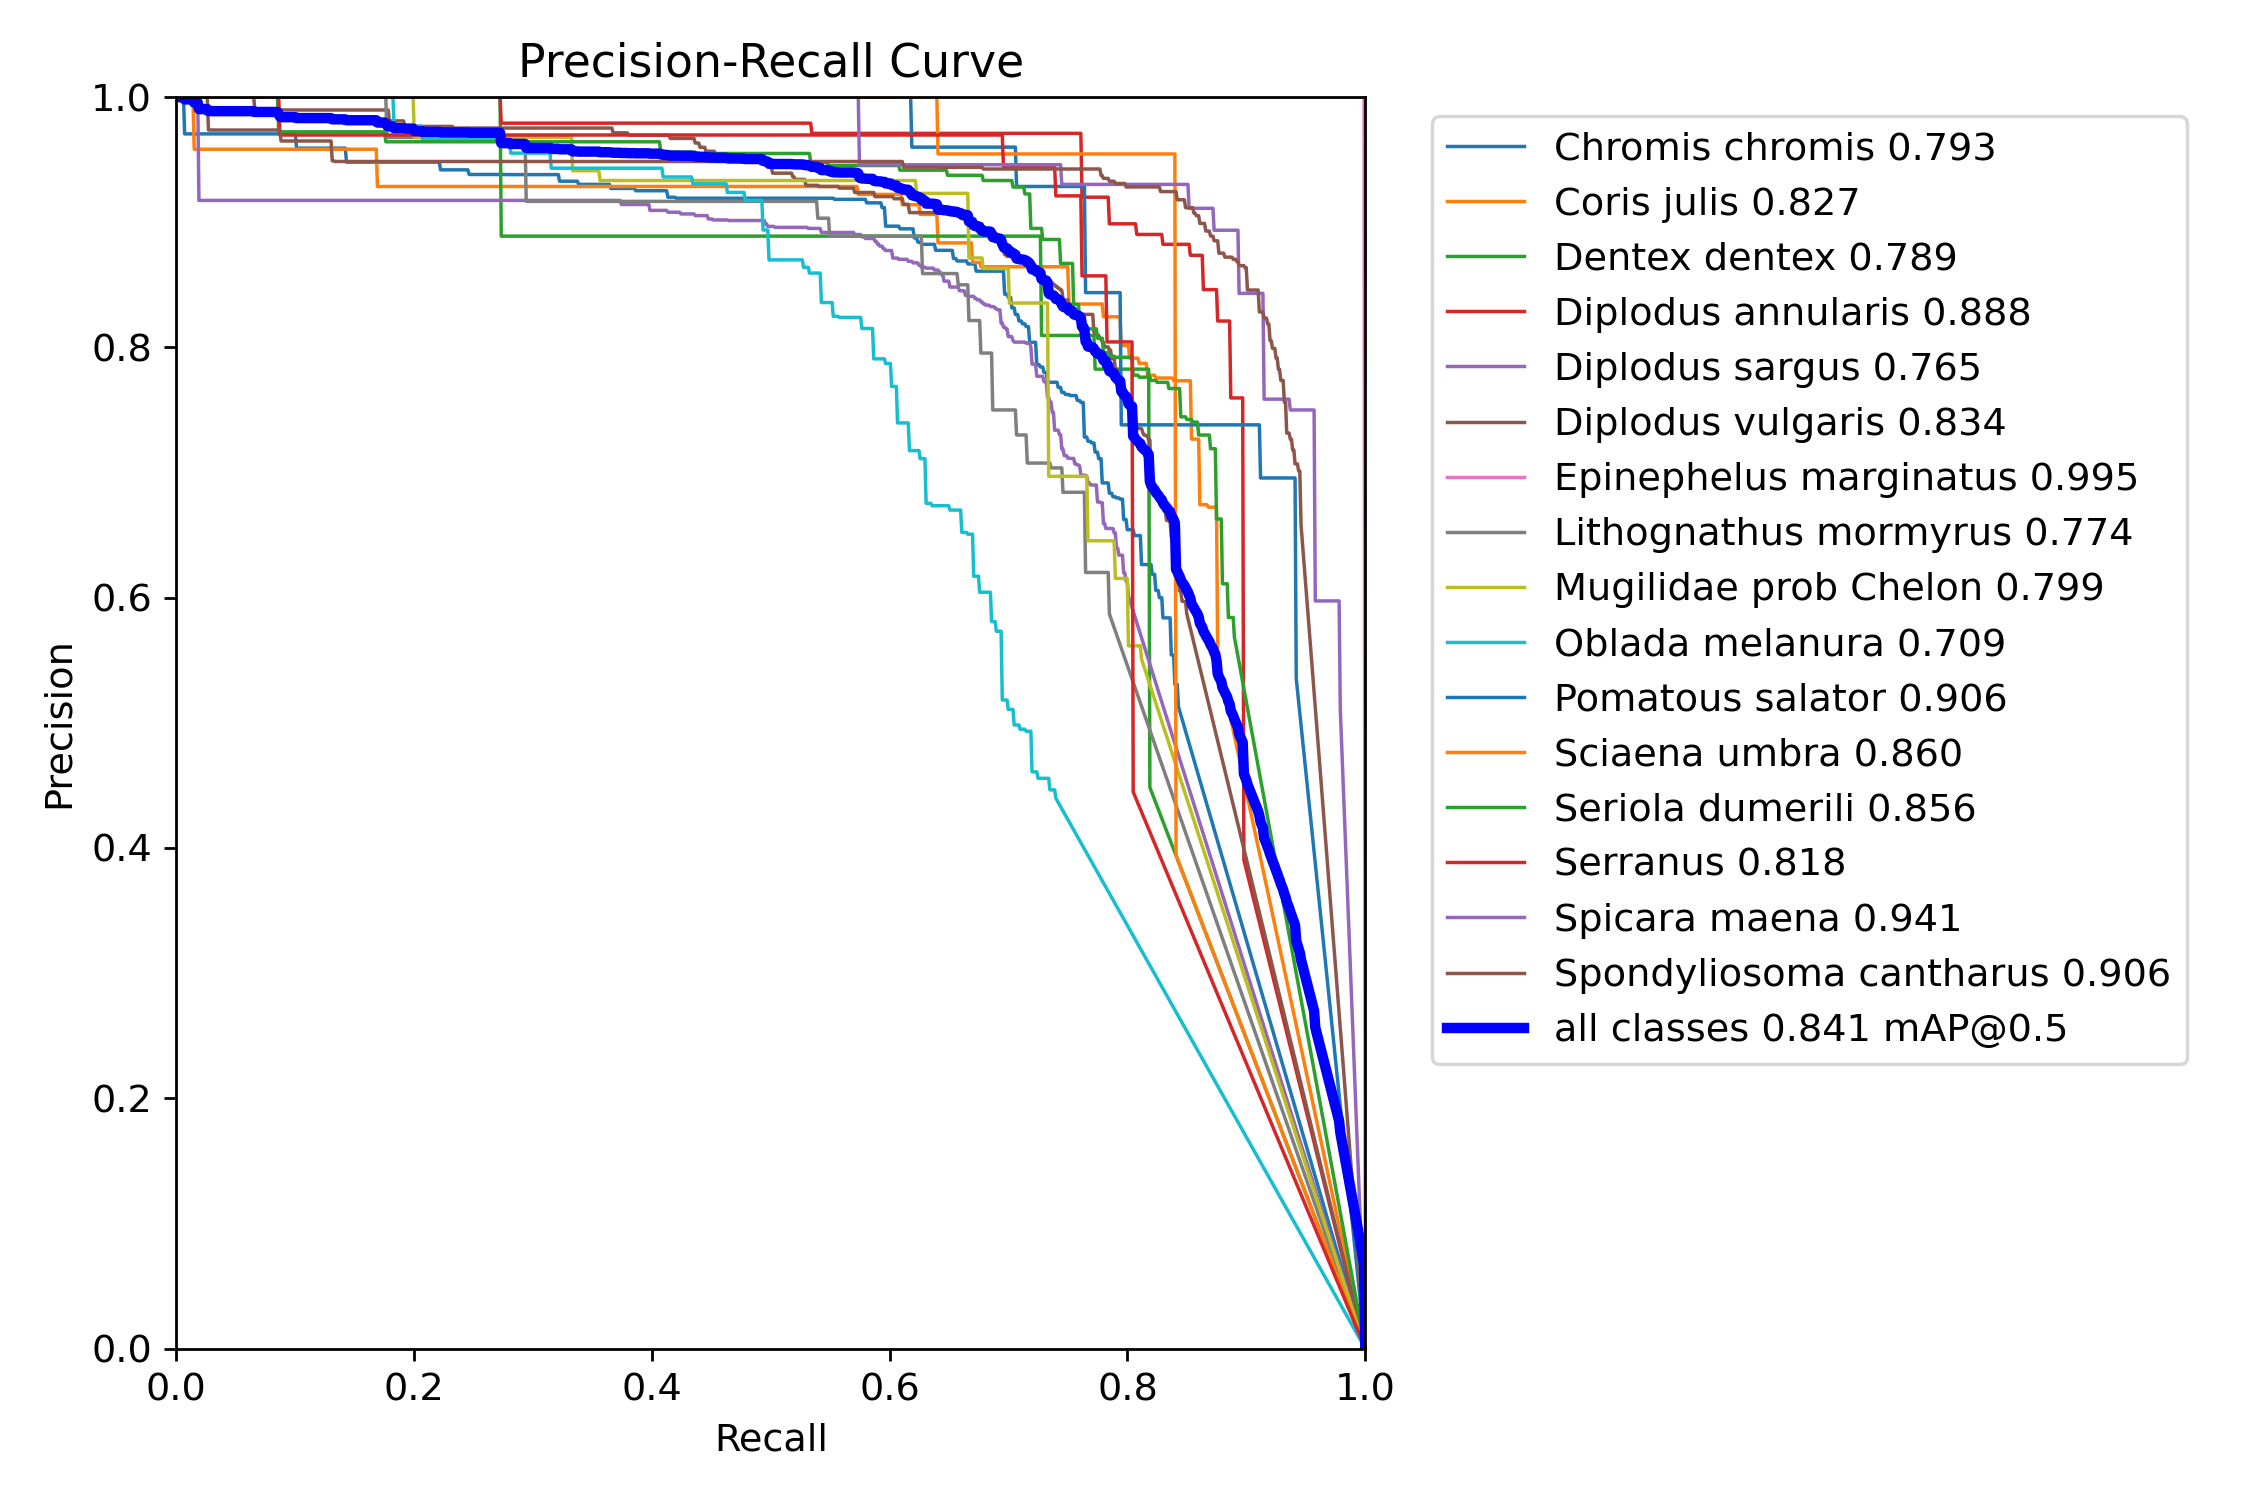 Precision-Recall Curve
1.0
0.8
0.6
0.4
0.2
0.0
Precision
0.0 0.2 0.4 0.6 0.8 1.0
Recall
Chromis chromis 0.793
Coris julis 0.827
Dentex dentex 0.789
Diplodus annularis 0.888
Diplodus sargus 0.765
Diplodus vulgaris 0.834
Epinephelus marginatus 0.995
Lithognathus mormyrus 0.774
Mugilidae prob Chelon 0.799
Oblada melanura 0.709
Pomatous salator 0.906
Sciaena umbra 0.860
Seriola dumerili 0.856
Serranus 0.818
Spicara maena 0.941
Spondyliosoma cantharus 0.906
all classes 0.841 mAP@0.5